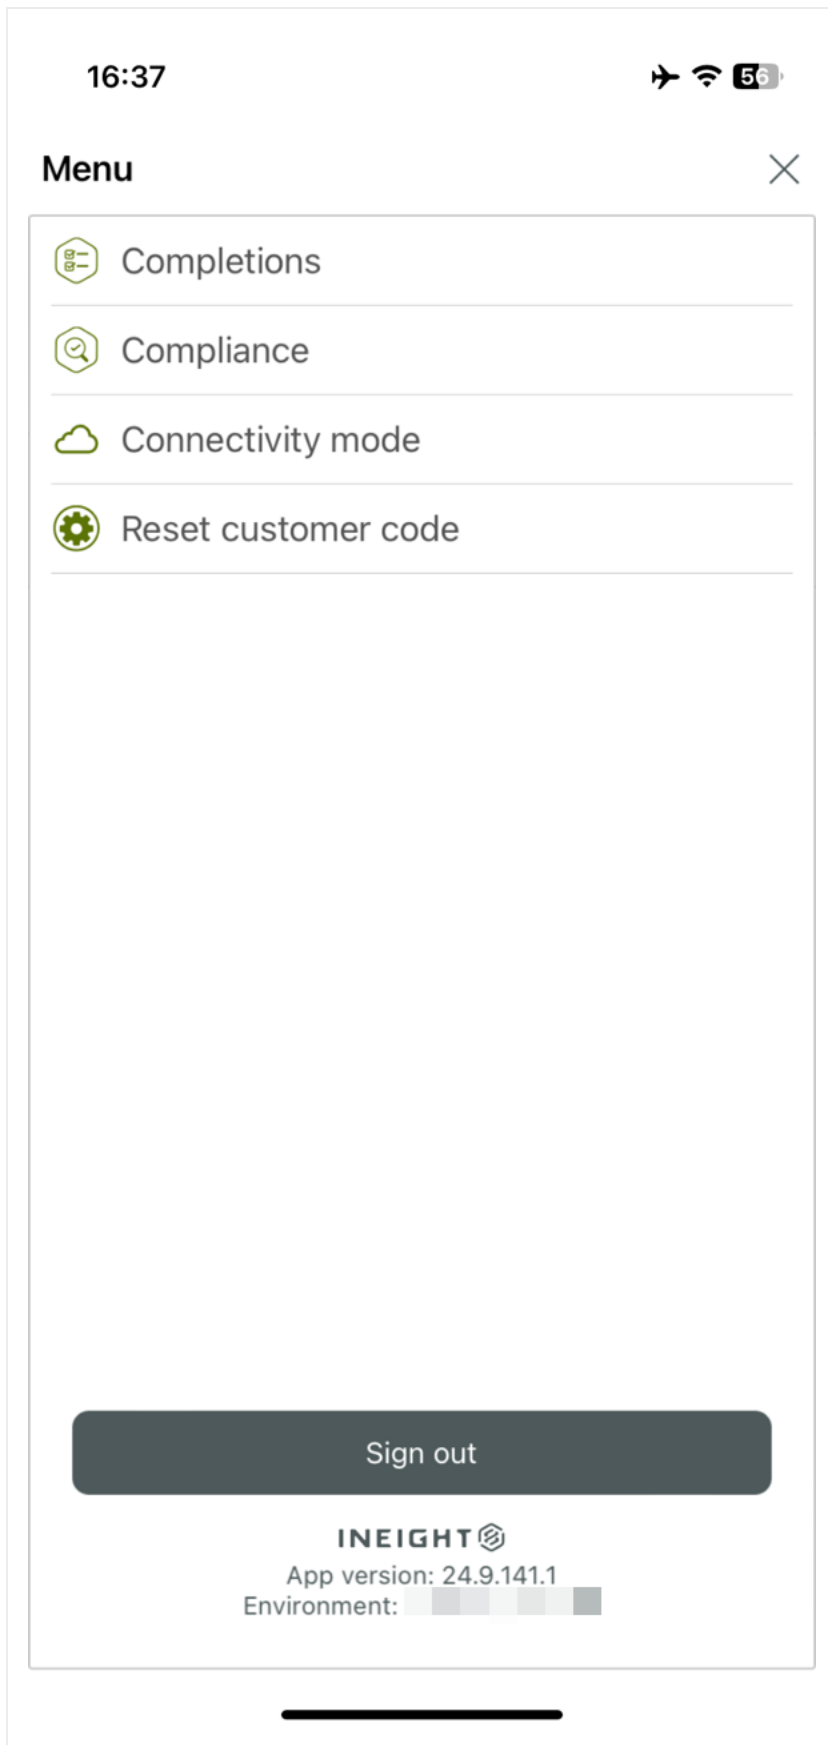 16:37
56
Menu
Completions
Compliance
Connectivity mode
Reset customer code
Sign out
INEIGHT
App version: 24.9.141.1
Environment: